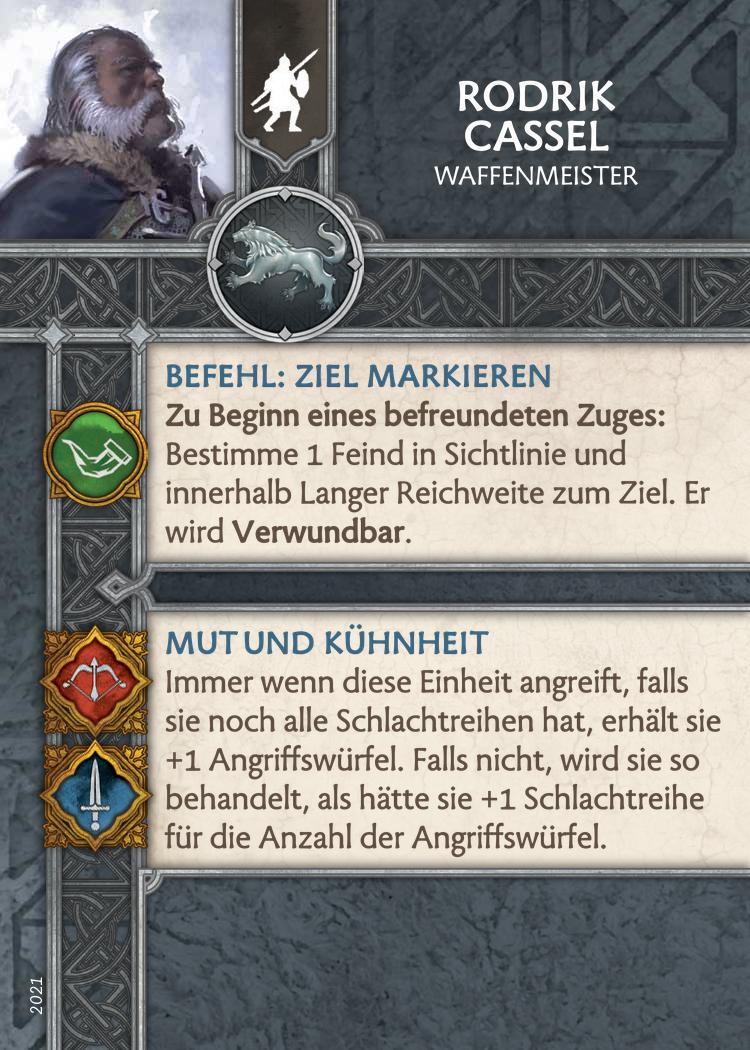 RODRIK
CASSEL
WAFFENMEISTER
BEFEHL: ZIEL MARKIEREN
Zu Beginn eines befreundeten Zuges:
Bestimme 1 Feind in Sichtlinie und
innerhalb Langer Reichweite zum Ziel. Er
wird Verwundbar.
MUT UND KÜHNHEIT
Immer wenn diese Einheit angreift, falls
sie noch alle Schlachtreihen hat, erhält sie
+1 Angriffswürfel. Falls nicht, wird sie so
behandelt, als hätte sie +1 Schlachtreihe
für die Anzahl der Angriffswürfel.
2021